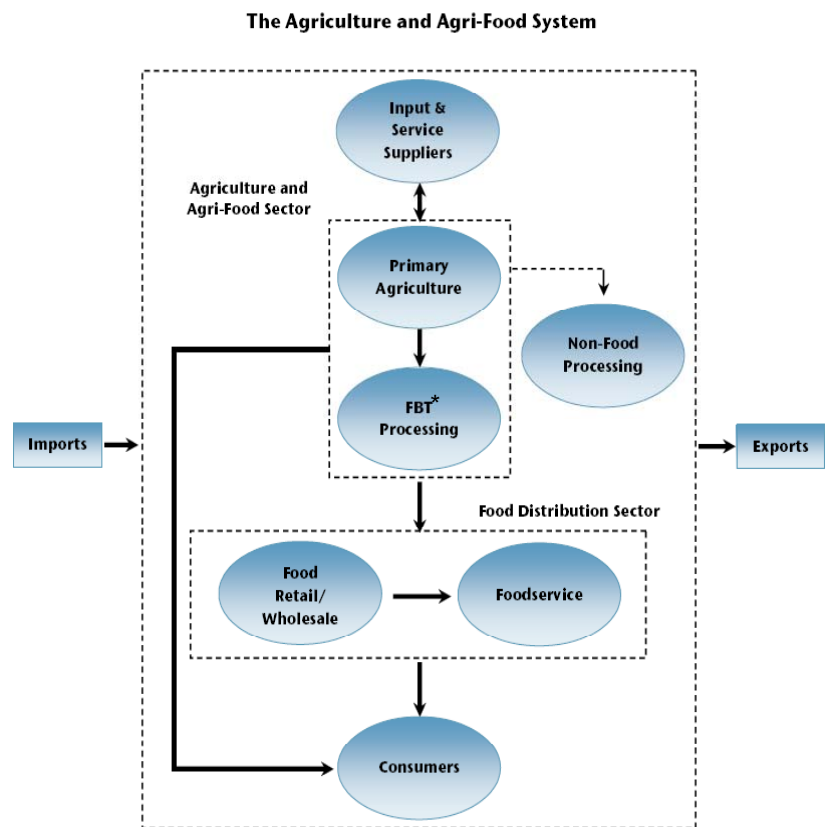 The Agriculture and Agri-Food System
Input &
Service
Suppliers
Agriculture and
Agri-Food Sector
Primary
Agriculture
Non-Food
Processing
FBT*
Processing
Imports
Exports
Food Distribution Sector
Food
Retail/
Wholesale
Foodservice
Consumers